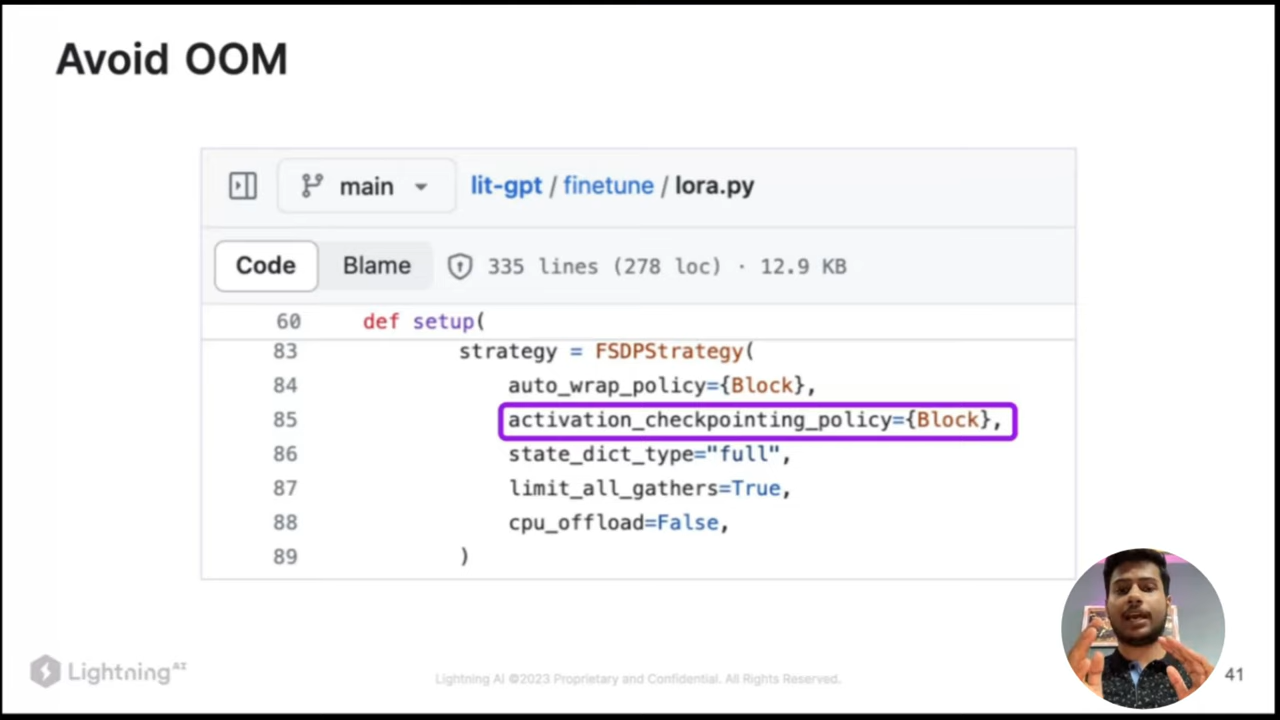 Avoid OOM
main
lit-gpt / finetune / lora.py
Code Blame 335 lines (278 loc) · 12.9 KB
60 def setup(
83 strategy = FSDPStrategy(
84 auto_wrap_policy={Block},
85 activation_checkpointing_policy={Block},
86 state_dict_type="full",
87 limit_all_gathers=True,
88 cpu_offload=False,
89 )
Lightning AI
Lightning AI ©2023 Proprietary and Confidential. All Rights Reserved.
41